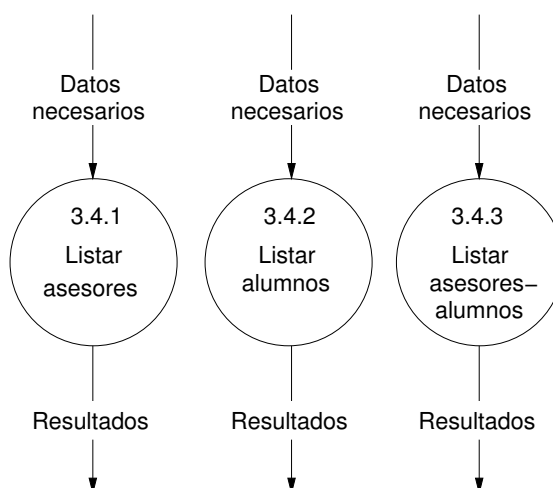 Datos
necesarios
Datos
necesarios
Datos
necesarios
3.4.1
Listar
asesores
3.4.2
Listar
alumnos
3.4.3
Listar
asesores−
alumnos
Resultados
Resultados
Resultados